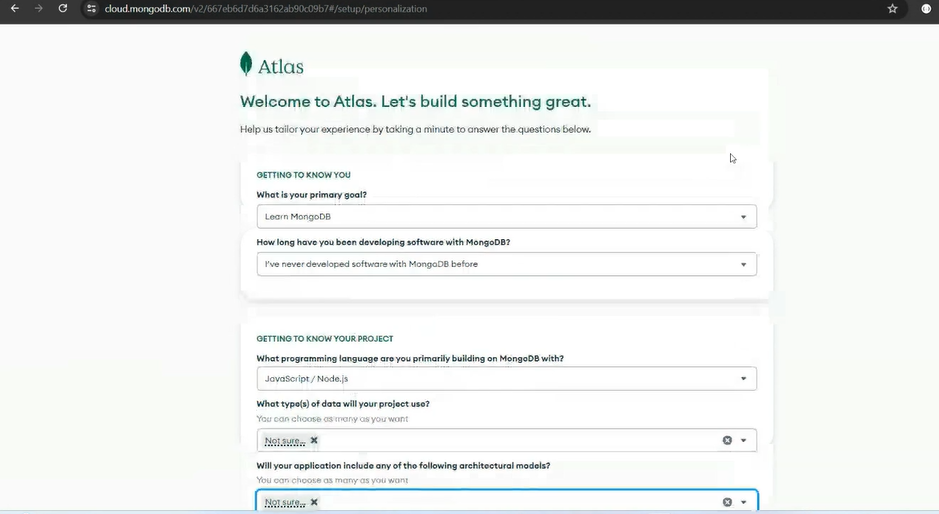 cloud.mongodb.com/v2/667eb6d7d6a3162ab90c09b7#/setup/personalization
Atlas
Welcome to Atlas. Let's build something great.
Help us tailor your experience by taking a minute to answer the questions below.
GETTING TO KNOW YOU
What is your primary goal?
Learn MongoDB
How long have you been developing software with MongoDB?
I've never developed software with MongoDB before
GETTING TO KNOW YOUR PROJECT
What programming language are you primarily building on MongoDB with?
JavaScript / Node.js
What type(s) of data will your project use?
You can choose as many as you want
Not sure...
Will your application include any of the following architectural models?
You can choose as many as you want
Not sure...